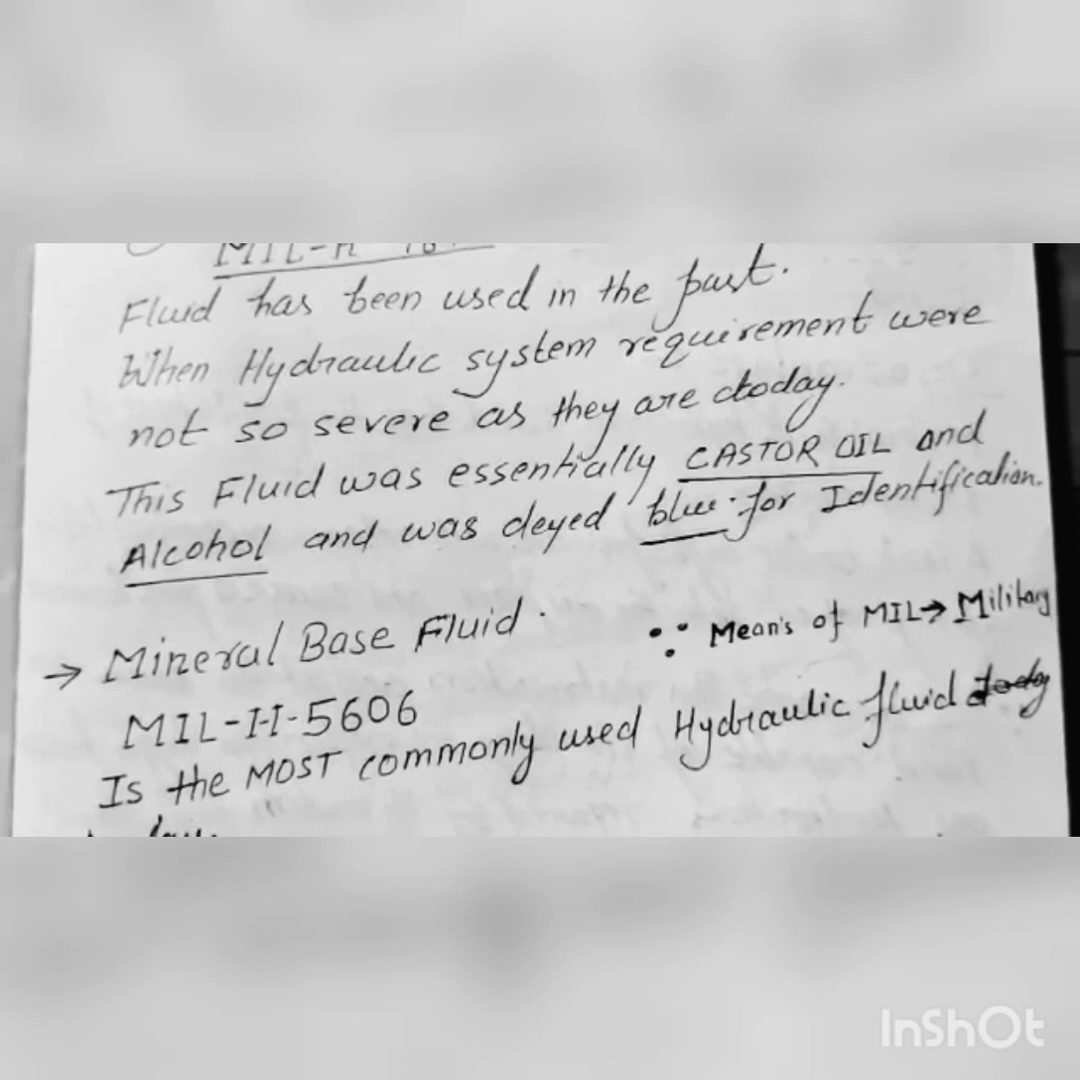 MIL-H
Fluid has been used in the past.
When Hydraulic system requirement were
not so severe as they are today.
This Fluid was essentially CASTOR OIL and
Alcohol and was deyed blue for Identification.
→ Mineral Base Fluid.
Mean's of MIL→ Military
MIL-H-5606
Is the MOST commonly used Hydraulic fluid today
InShOt